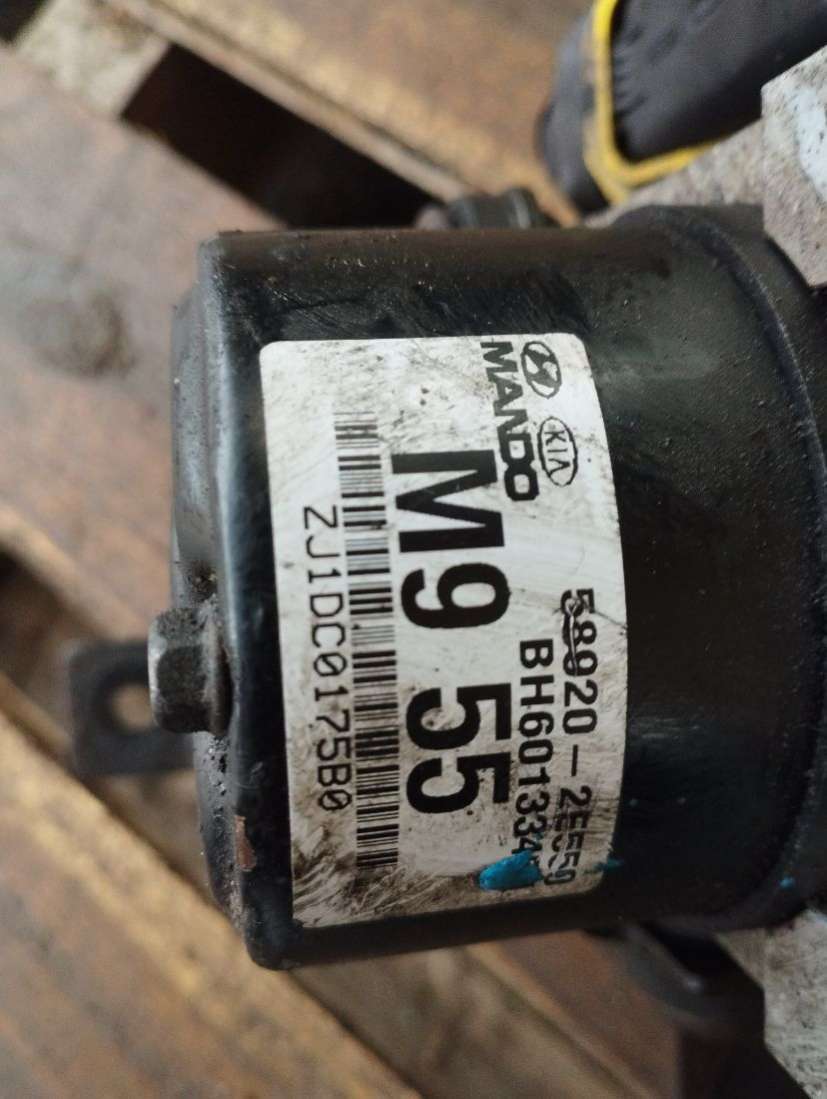 KIA
MANDO
58920-2E550
BH601334
M9 55
ZJ1DC0175B0